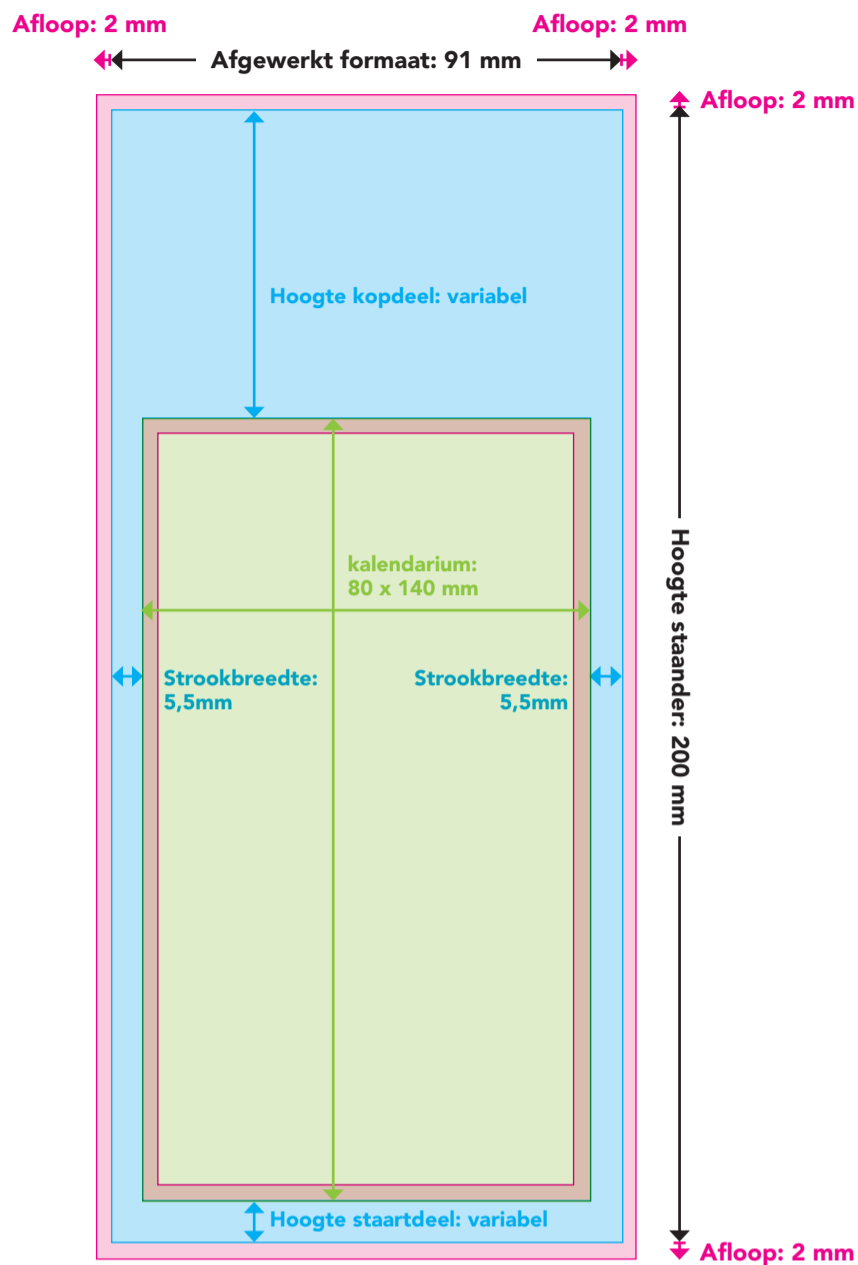 Afloop: 2 mm
Afloop: 2 mm
Afgewerkt formaat: 91 mm
Afloop: 2 mm
Hoogte kopdeel: variabel
kalendarium:
80 x 140 mm
Hoogte staander: 200 mm
Strookbreedte:
5,5mm
Strookbreedte:
5,5mm
Hoogte staartdeel: variabel
Afloop: 2 mm